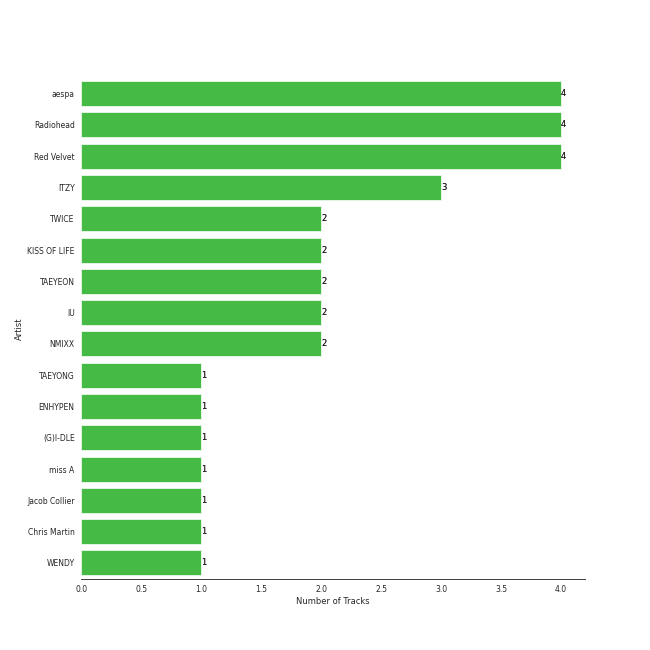 aespa 4
Radiohead 4
Red Velvet 4
ITZY 3
TWICE 2
KISS OF LIFE 2
TAEYEON 2
IU 2
NMIXX 2
TAEYONG 1
ENHYPEN 1
(G)I-DLE 1
miss A 1
Jacob Collier 1
Chris Martin 1
WENDY 1
Artist
0.0 0.5 1.0 1.5 2.0 2.5 3.0 3.5 4.0
Number of Tracks